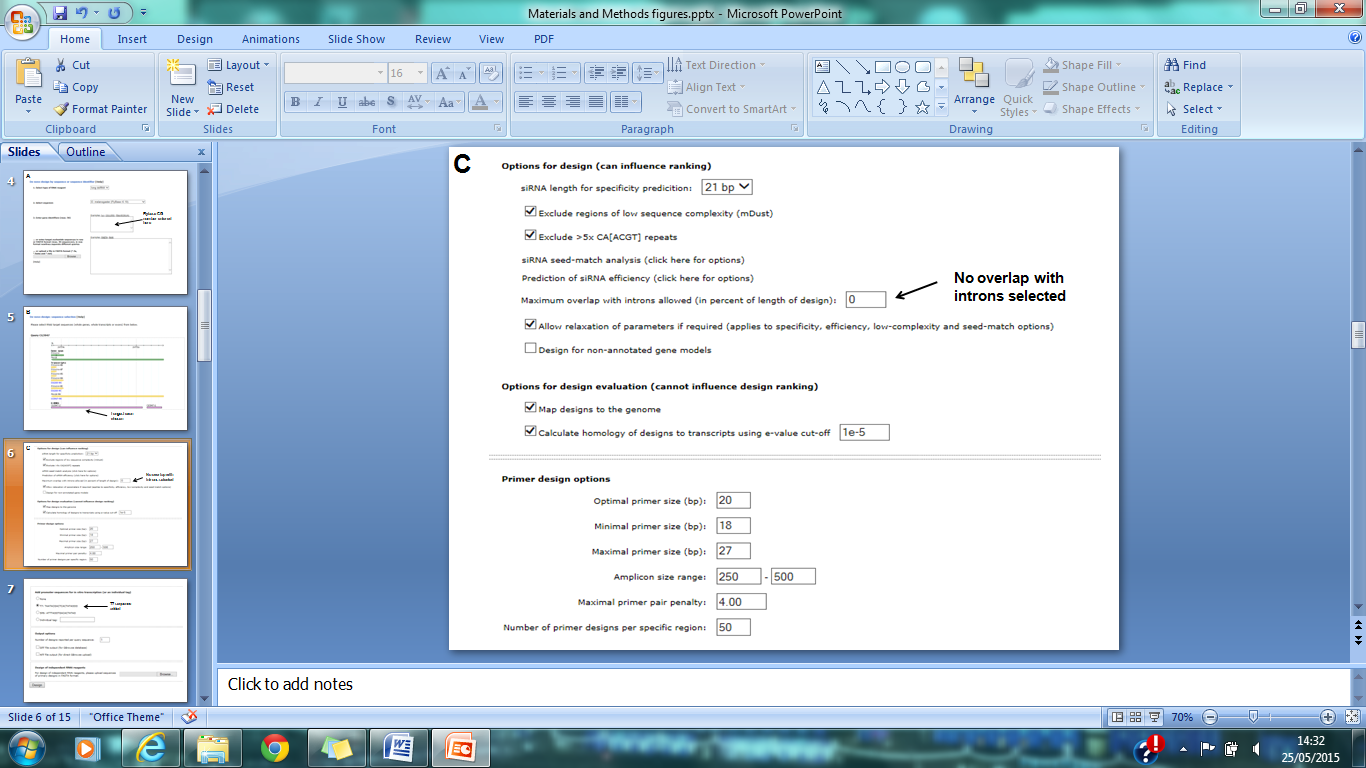 Materials and Methods figures.pptx - Microsoft PowerPoint
Home Insert Design Animations Slide Show Review View PDF
Paste
Cut
Copy
Format Painter
Clipboard
New Slide
Layout
Reset
Delete
Slides
16
B I U abc S AV Aa A
Font
Paragraph
Text Direction
Align Text
Convert to SmartArt
Arrange
Quick Styles
Shape Fill
Shape Outline
Shape Effects
Drawing
Find
Replace
Select
Editing
Slides Outline x
4
A
5
B
6
C
7
C
Options for design (can influence ranking)
siRNA length for specificity predicition: 21 bp
Exclude regions of low sequence complexity (mDust)
Exclude >5x CA[ACGT] repeats
siRNA seed-match analysis (click here for options)
Prediction of siRNA efficiency (click here for options)
Maximum overlap with introns allowed (in percent of length of design): 0
No overlap with
introns selected
Allow relaxation of parameters if required (applies to specificity, efficiency, low-complexity and seed-match options)
Design for non-annotated gene models
Options for design evaluation (cannot influence design ranking)
Map designs to the genome
Calculate homology of designs to transcripts using e-value cut-off 1e-5
Primer design options
Optimal primer size (bp): 20
Minimal primer size (bp): 18
Maximal primer size (bp): 27
Amplicon size range: 250 - 500
Maximal primer pair penalty: 4.00
Number of primer designs per specific region: 50
Click to add notes
Slide 6 of 15 "Office Theme" 70%
14:32
25/05/2015